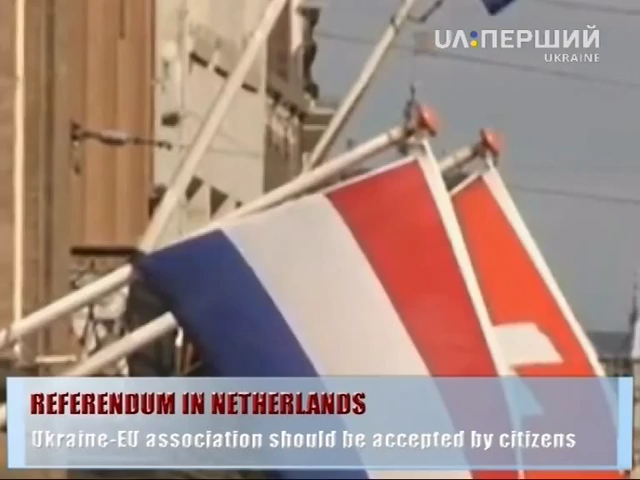 UA:ПЕРШИЙ
UKRAINE
REFERENDUM IN NETHERLANDS
Ukraine-EU association should be accepted by citizens